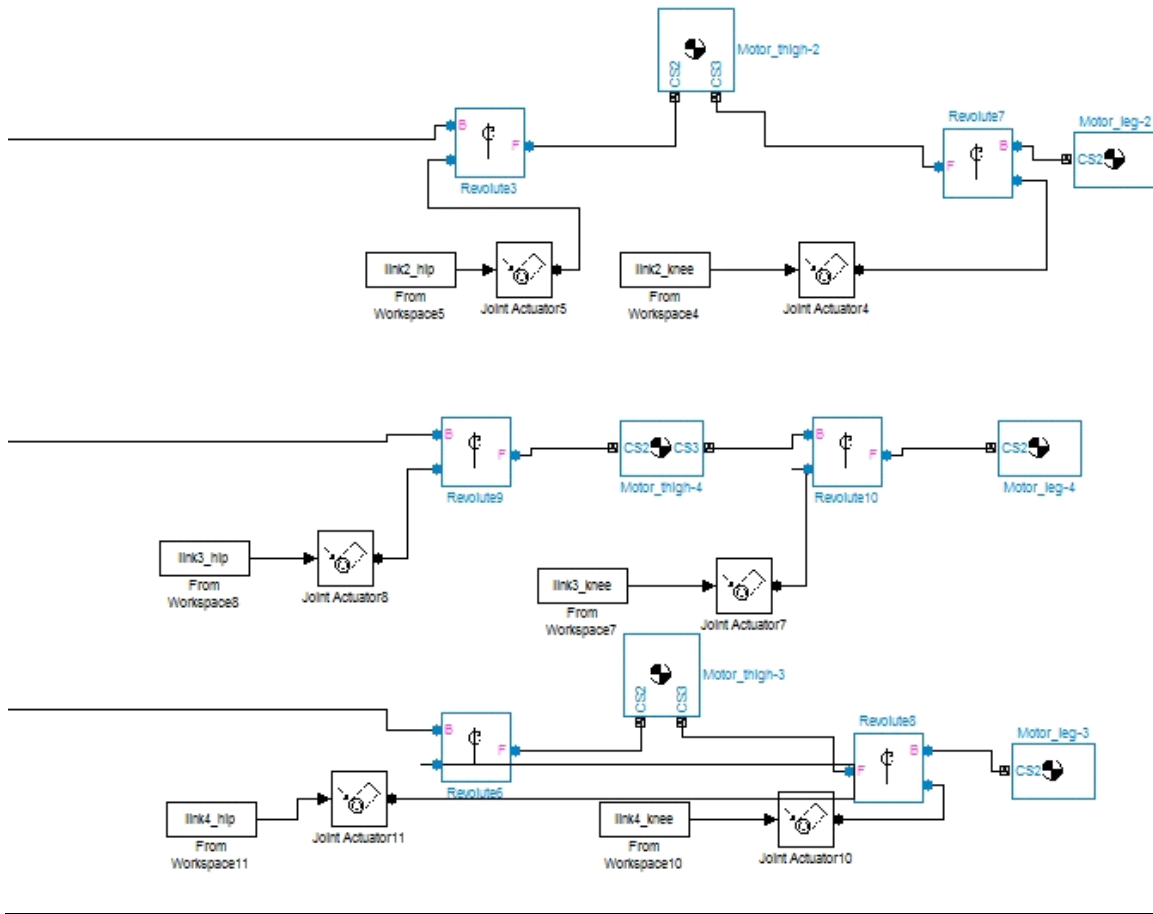 Motor_thigh-2
CS2
CS3
B
F
Revolute3
Revolute7
B
F
Motor_leg-2
CS2
link2_hip
From
Workspace5
Joint Actuator5
link2_knee
From
Workspace4
Joint Actuator4
B
F
Revolute9
CS2
CS3
Motor_thigh-4
B
F
Revolute10
CS2
Motor_leg-4
link3_hip
From
Workspace8
Joint Actuator8
link3_knee
From
Workspace7
Joint Actuator7
Motor_thigh-3
CS2
CS3
B
F
Revolute6
Revolute8
B
F
Motor_leg-3
CS2
link4_hip
From
Workspace11
Joint Actuator11
link4_knee
From
Workspace10
Joint Actuator10